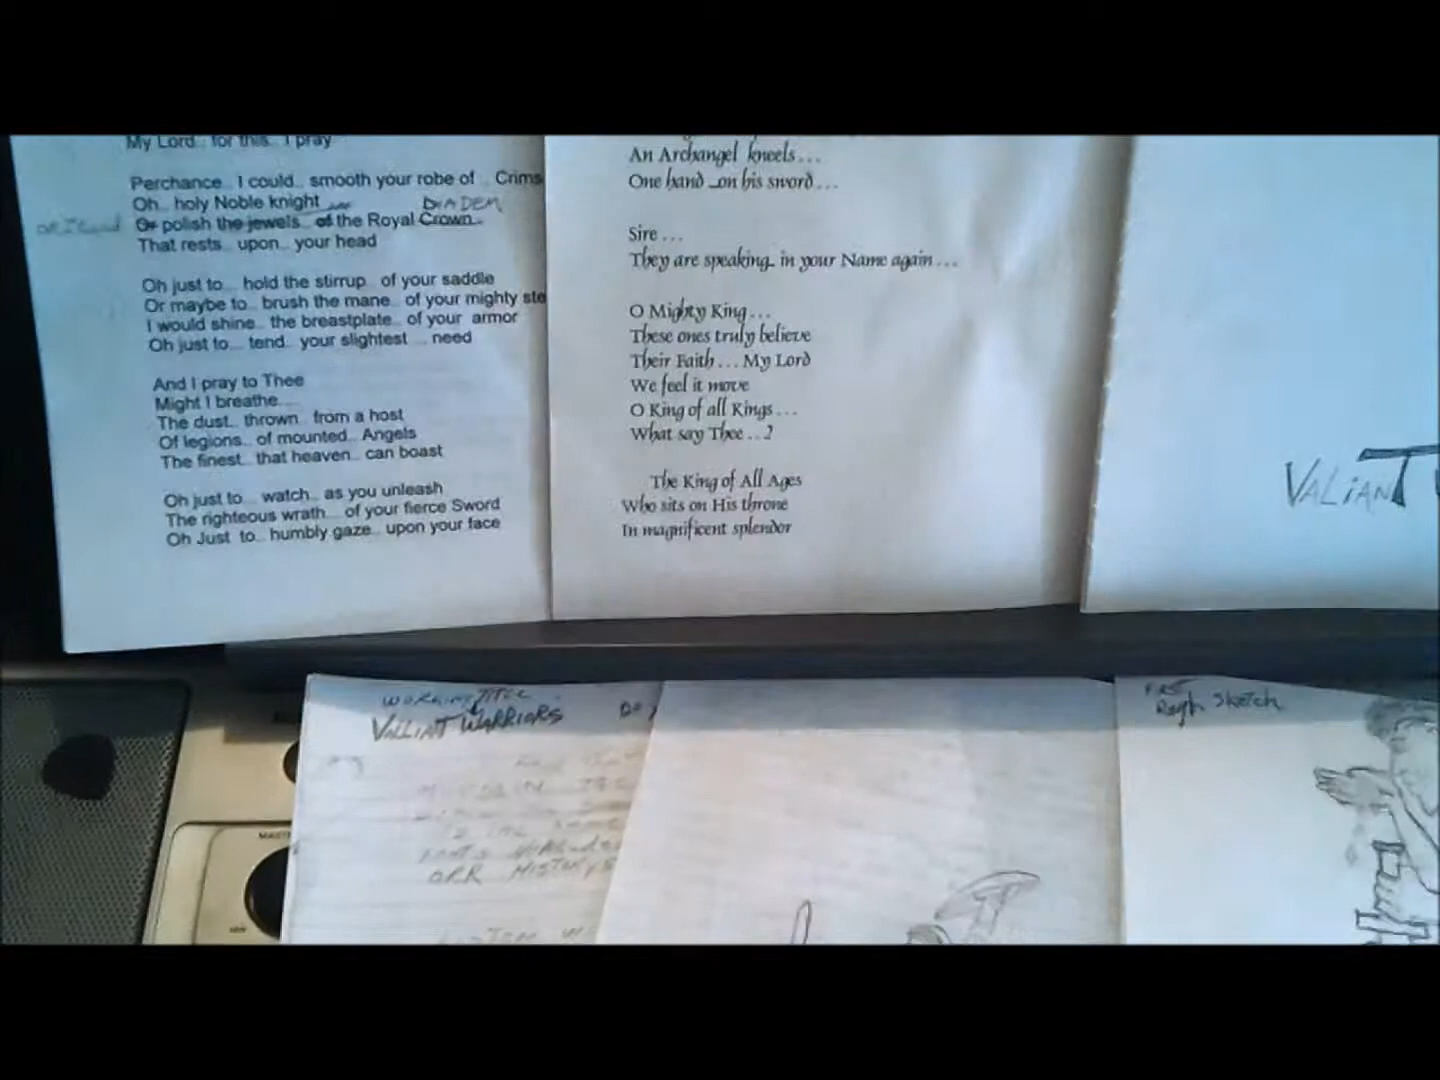 My Lord.. for this.. I pray
Perchance.. I could.. smooth your robe of .. Crims
Oh.. holy Noble knight
DIADEM
Or polish the jewels.. of the Royal Crown..
That rests.. upon.. your head
Oh just to... hold the stirrup.. of your saddle
Or maybe to.. brush the mane.. of your mighty ste
I would shine.. the breastplate.. of your armor
Oh just to.... tend.. your slightest ... need
And I pray to Thee
Might I breathe....
The dust.. thrown.. from a host
Of legions.. of mounted.. Angels
The finest.. that heaven.. can boast
Oh just to... watch.. as you unleash
The righteous wrath.. of your fierce Sword
Oh Just to.. humbly gaze.. upon your face
An Archangel kneels...
One hand on his sword...
Sire...
They are speaking in your Name again...
O Mighty King...
These ones truly believe
Their Faith... My Lord
We feel it move
O King of all Kings...
What say Thee...?
The King of All Ages
Who sits on His throne
In magnificent splendor
VALIANT
WORKING TITLE
VALLIANT WARRIORS
Rough Sketch
MAST